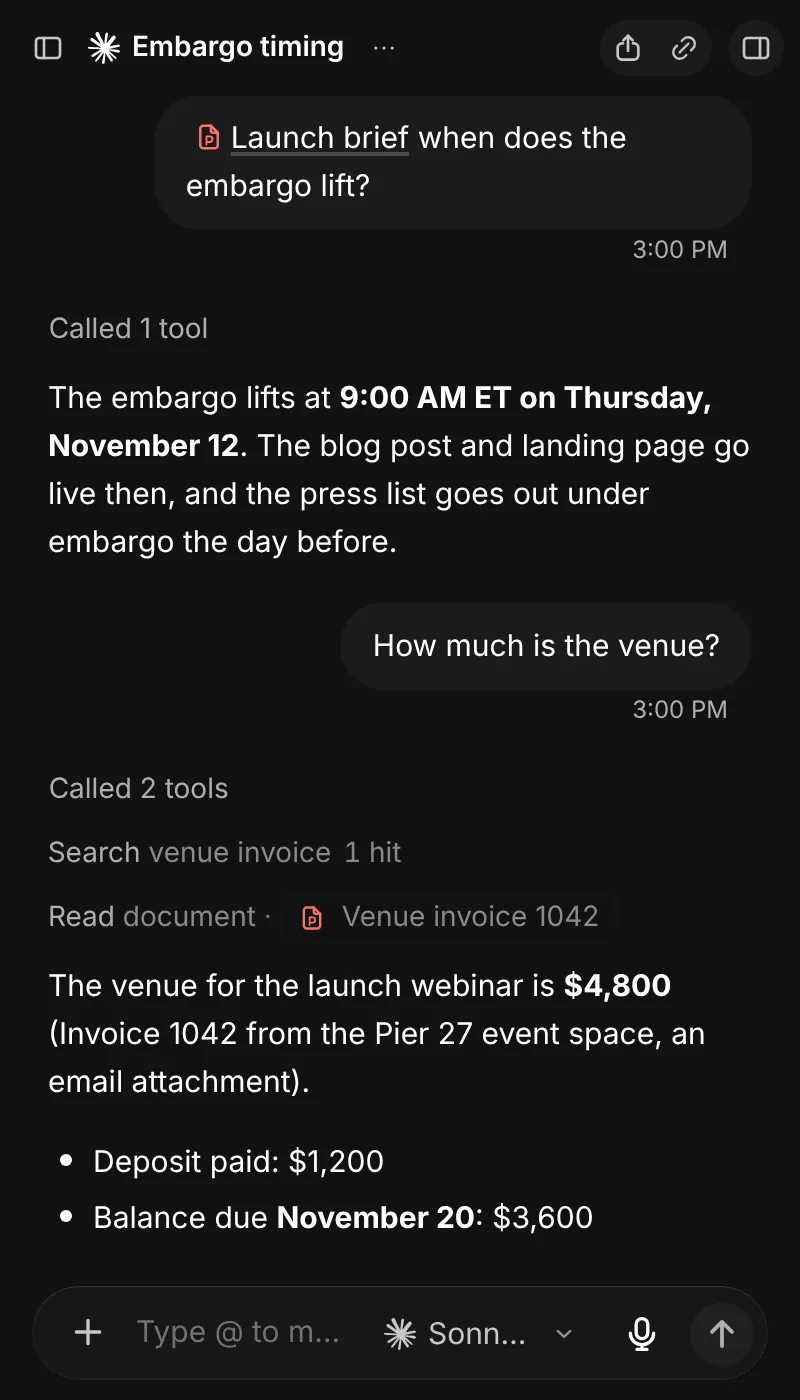 Embargo timing ...
Launch brief when does the
embargo lift?
3:00 PM
Called 1 tool
The embargo lifts at 9:00 AM ET on Thursday,
November 12. The blog post and landing page go
live then, and the press list goes out under
embargo the day before.
How much is the venue?
3:00 PM
Called 2 tools
Search venue invoice 1 hit
Read document · Venue invoice 1042
The venue for the launch webinar is $4,800
(Invoice 1042 from the Pier 27 event space, an
email attachment).
• Deposit paid: $1,200
• Balance due November 20: $3,600
Type @ to m... Sonn...